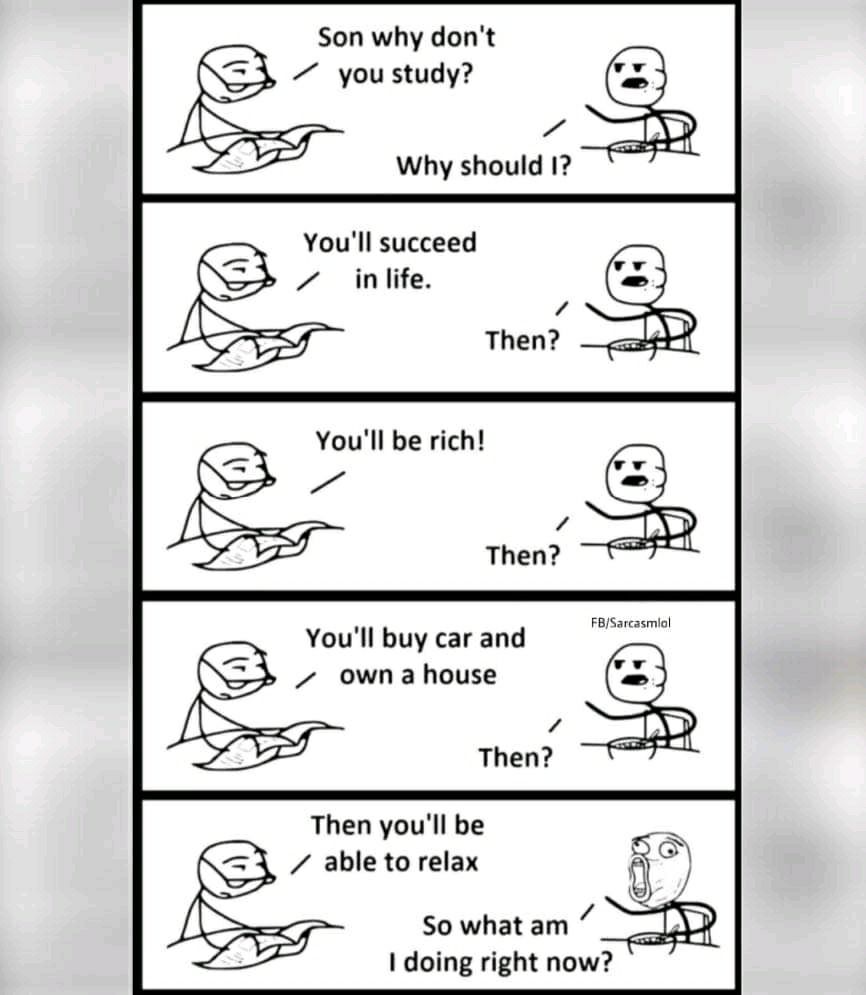 Son why don't
you study?
Why should I?
You'll succeed
in life.
Then?
You'll be rich!
Then?
FB/Sarcasmlol
You'll buy car and
own a house
Then?
Then you'll be
able to relax
So what am
I doing right now?